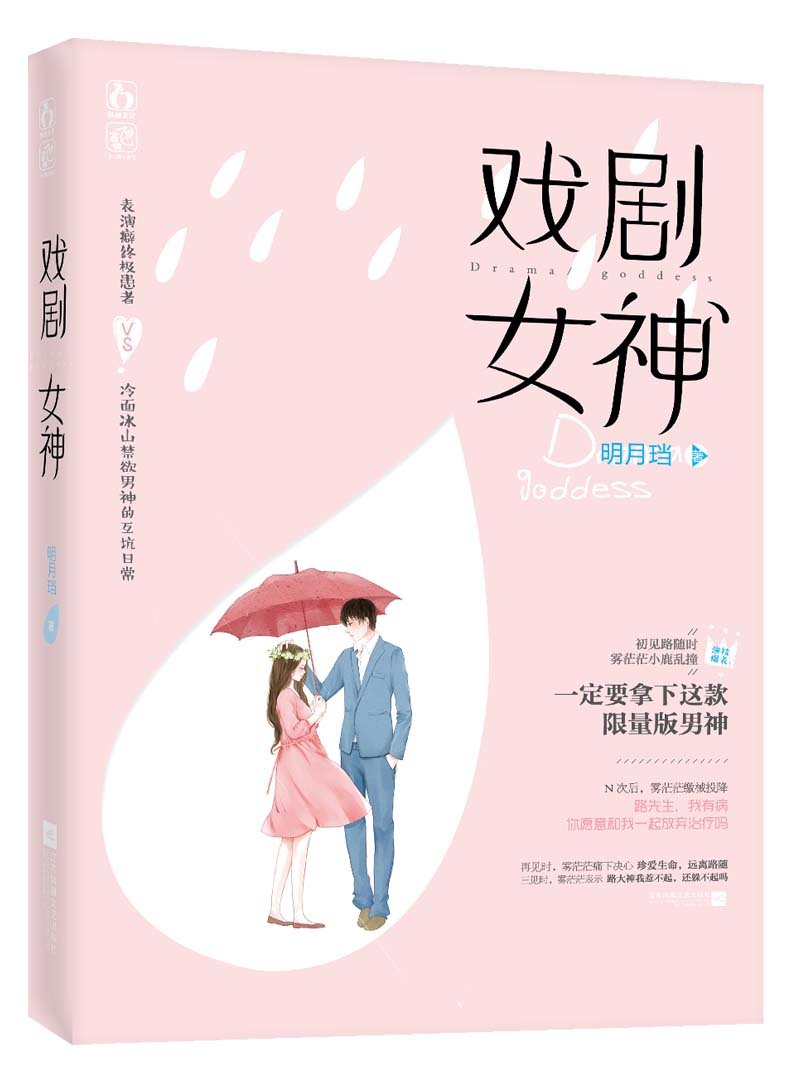 戏剧
Drama/ goddess
女神
明月珰 著
goddess
表演癖终极患者
VS
冷面冰山禁欲男神的互坑日常
初见路随时
雾茫茫小鹿乱撞
演技
爆表
一定要拿下这款
限量版男神
N次后，雾茫茫缴械投降
路先生，我有病
你愿意和我一起放弃治疗吗
再见时，雾茫茫痛下决心 珍爱生命，远离路随
三见时，雾茫茫表示 路大神我惹不起，还躲不起吗
戏剧
女神
明月珰
著